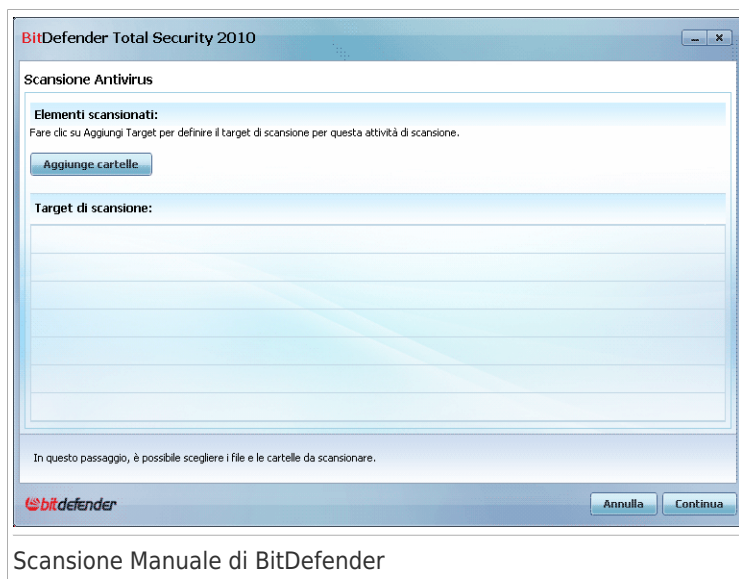 BitDefender Total Security 2010
Scansione Antivirus
Elementi scansionati:
Fare clic su Aggiungi Target per definire il target di scansione per questa attività di scansione.
Aggiunge cartelle
Target di scansione:
In questo passaggio, è possibile scegliere i file e le cartelle da scansionare.
bitdefender
Annulla
Continua
Scansione Manuale di BitDefender